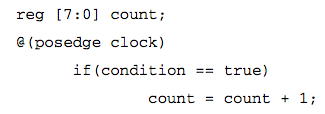 reg [7:0] count;
@(posedge clock)
if(condition == true)
count = count + 1;